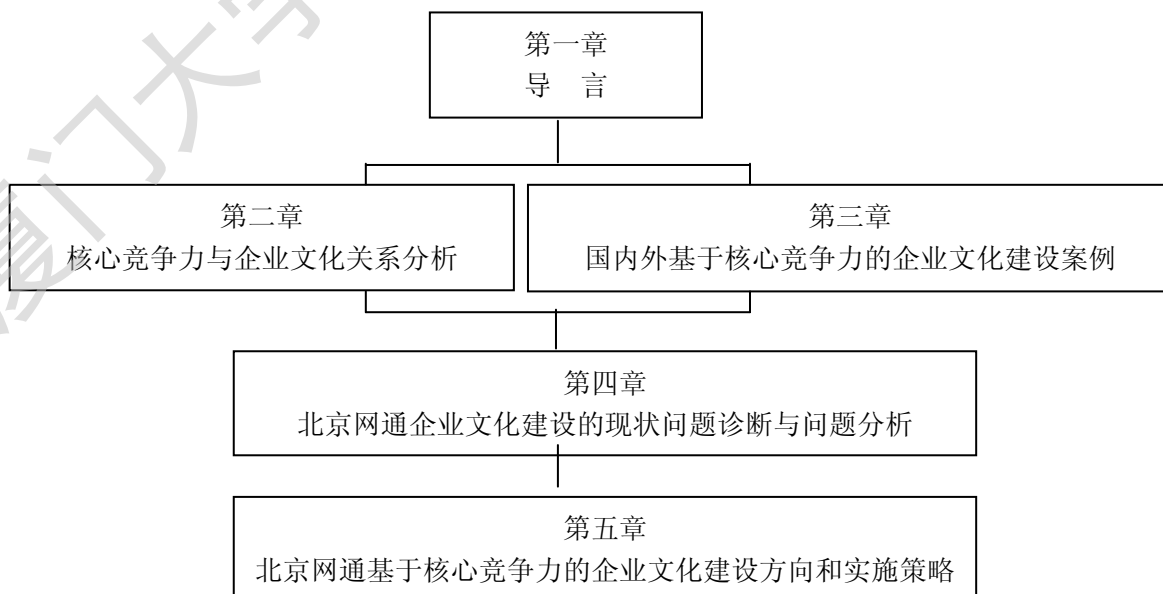 厦门大学
第一章
导 言
第二章
核心竞争力与企业文化关系分析
第三章
国内外基于核心竞争力的企业文化建设案例
第四章
北京网通企业文化建设的现状问题诊断与问题分析
第五章
北京网通基于核心竞争力的企业文化建设方向和实施策略